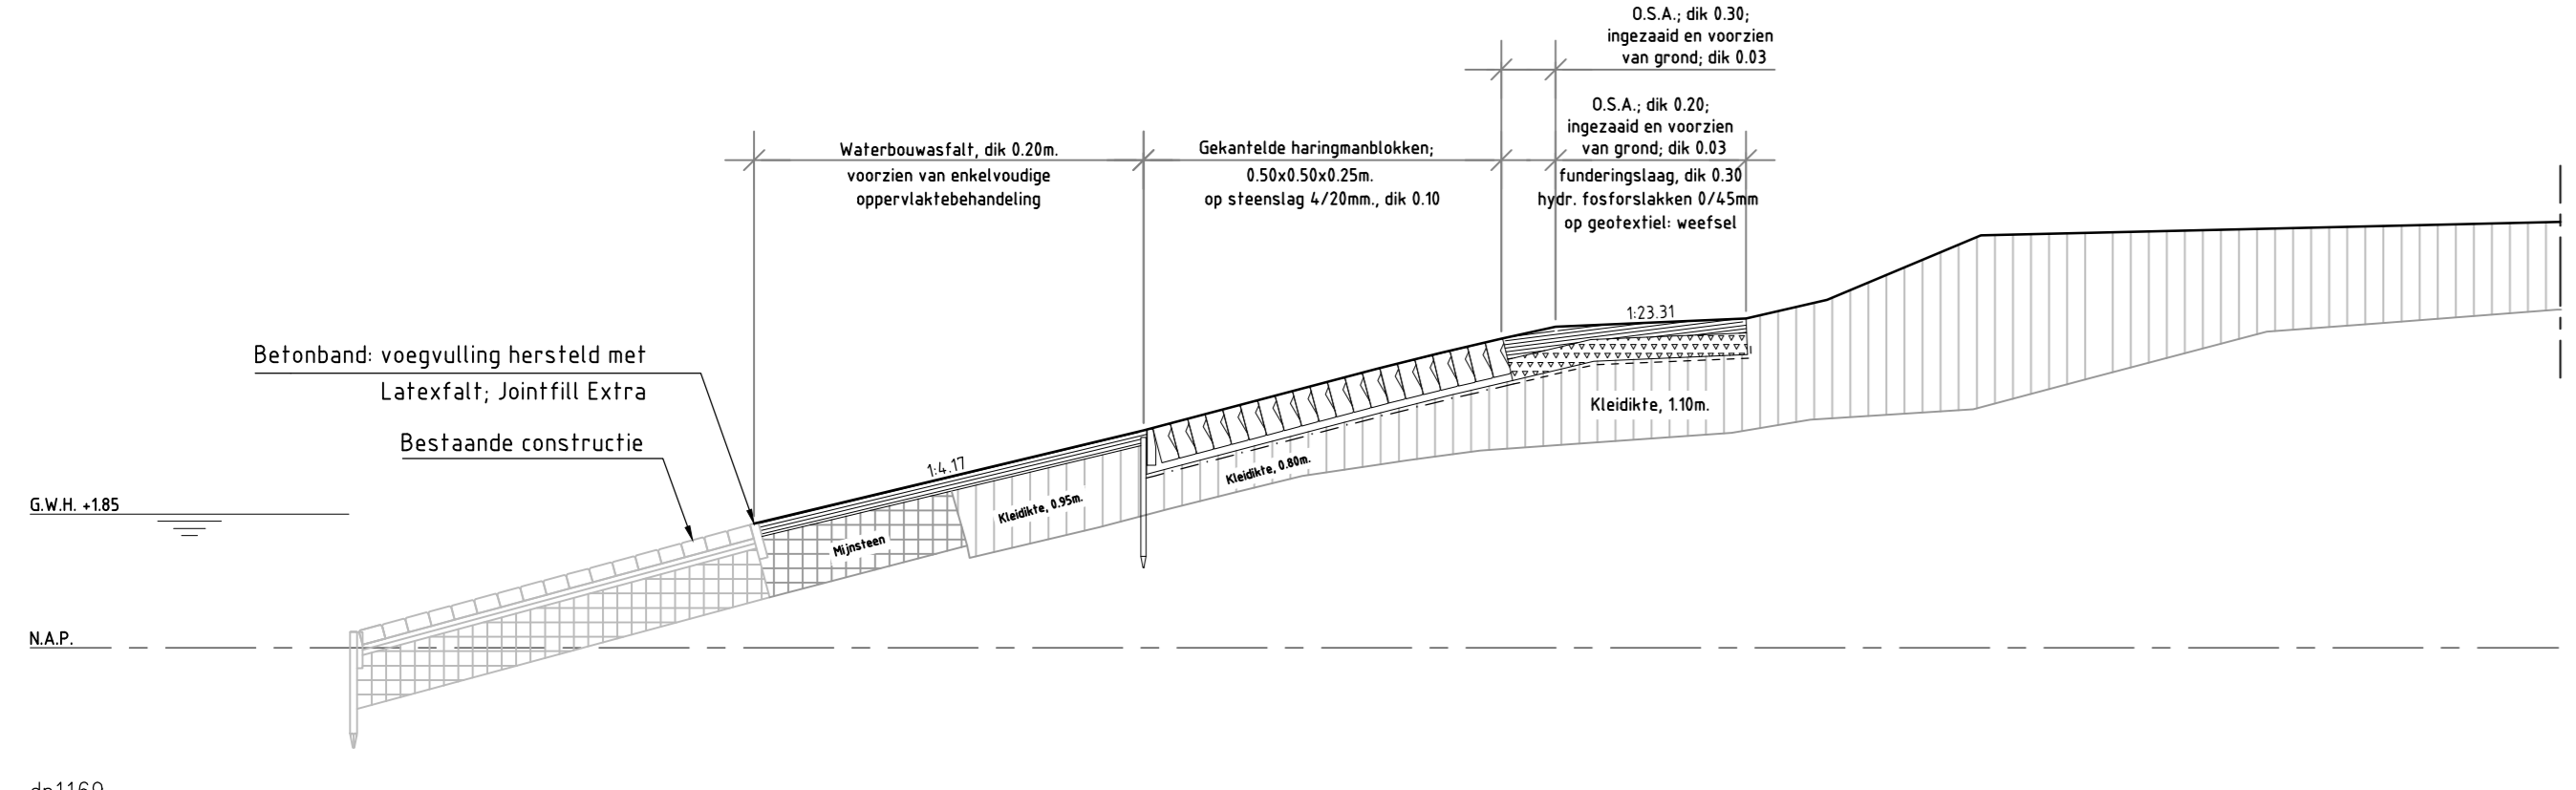 O.S.A.; dik 0.30;
ingezaaid en voorzien
van grond; dik 0.03
O.S.A.; dik 0.20;
ingezaaid en voorzien
van grond; dik 0.03
funderingslaag, dik 0.30
hydr. fosforslakken 0/45mm
op geotextiel: weefsel
Waterbouwasfalt, dik 0.20m.
voorzien van enkelvoudige
oppervlaktebehandeling
Gekantelde haringmanblokken;
0.50x0.50x0.25m.
op steenslag 4/20mm., dik 0.10
1:23.31
Betonband: voegvulling hersteld met
Latexfalt; Jointfill Extra
Bestaande constructie
Kleidikte, 1.10m.
1:4.17
Kleidikte, 0.80m.
Kleidikte, 0.95m.
Mijnsteen
G.W.H. +1.85
N.A.P.
dp1169